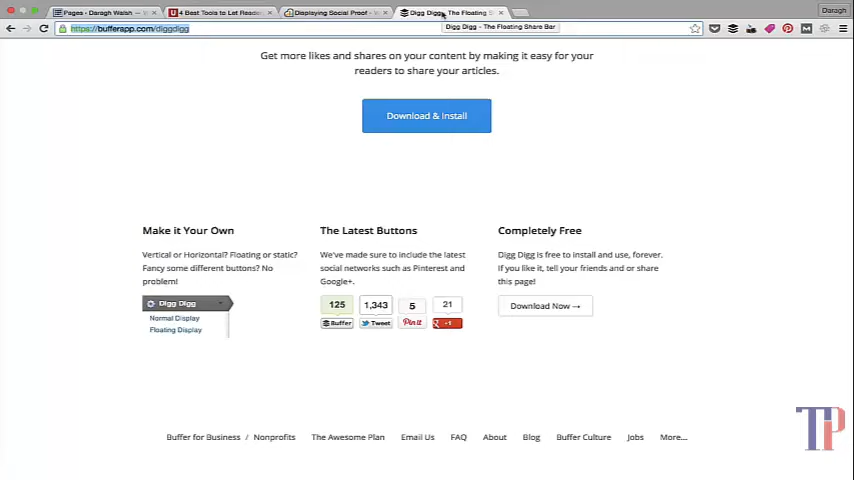 Pages - Daragh Walsh —
4 Best Tools to Let Reader
Displaying Social Proof - W
Digg Digg - The Floating S
Daragh
https://bufferapp.com/diggdigg
Digg Digg - The Floating Share Bar
Get more likes and shares on your content by making it easy for your
readers to share your articles.
Download & Install
Make it Your Own
Vertical or Horizontal? Floating or static?
Fancy some different buttons? No
problem!
Digg Digg
Normal Display
Floating Display
The Latest Buttons
We've made sure to include the latest
social networks such as Pinterest and
Google+.
125 1,343 5 21
Buffer Tweet Pin it +1
Completely Free
Digg Digg is free to install and use, forever.
If you like it, tell your friends and or share
this page!
Download Now →
Buffer for Business / Nonprofits The Awesome Plan Email Us FAQ About Blog Buffer Culture Jobs More...
TP